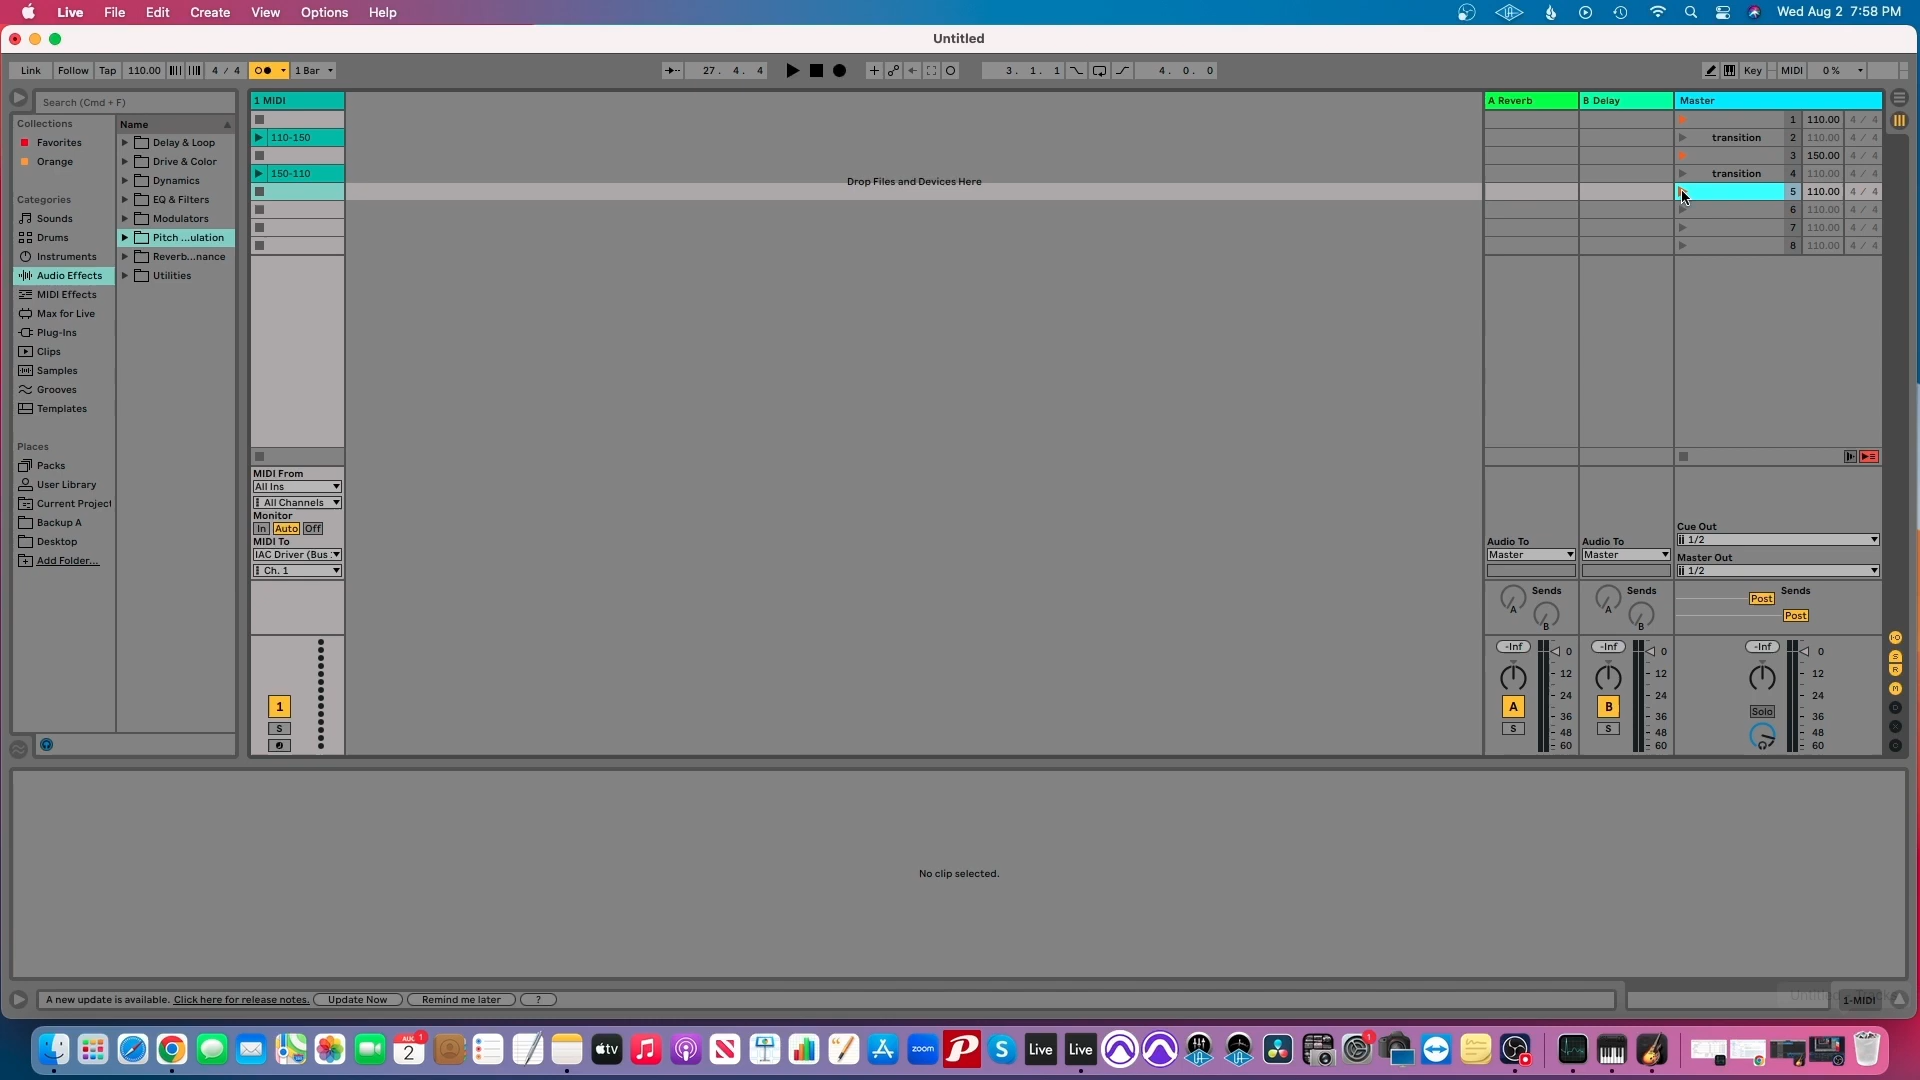 Live File Edit Create View Options Help Wed Aug 2 7:58 PM
Untitled
Link Follow Tap 110.00 4 / 4 1 Bar 27. 4. 4 3. 1. 1 4. 0. 0 Key MIDI 0 %
Search (Cmd + F)
Collections
Favorites
Orange
Categories
Sounds
Drums
Instruments
Audio Effects
MIDI Effects
Max for Live
Plug-Ins
Clips
Samples
Grooves
Templates
Places
Packs
User Library
Current Project
Backup A
Desktop
Add Folder...
Name
Delay & Loop
Drive & Color
Dynamics
EQ & Filters
Modulators
Pitch ...ulation
Reverb...nance
Utilities
1 MIDI
110-150
150-110
Drop Files and Devices Here
MIDI From
All Ins
All Channels
Monitor
In Auto Off
MIDI To
IAC Driver (Bus
Ch. 1
1
S
A Reverb
Audio To
Master
Sends
A
B
-Inf
0
12
24
A 36
S 48
60
B Delay
Audio To
Master
Sends
A
B
-Inf
0
12
24
B 36
S 48
60
Master
1 110.00 4 / 4
transition 2 110.00 4 / 4
3 150.00 4 / 4
transition 4 110.00 4 / 4
5 110.00 4 / 4
6 110.00 4 / 4
7 110.00 4 / 4
8 110.00 4 / 4
Cue Out
1/2
Master Out
1/2
Sends
Post
Post
-Inf
0
12
24
Solo 36
48
60
No clip selected.
A new update is available. Click here for release notes. Update Now Remind me later ?
1-MIDI
AUG 2 1
tv
zoom
Live
Live
1